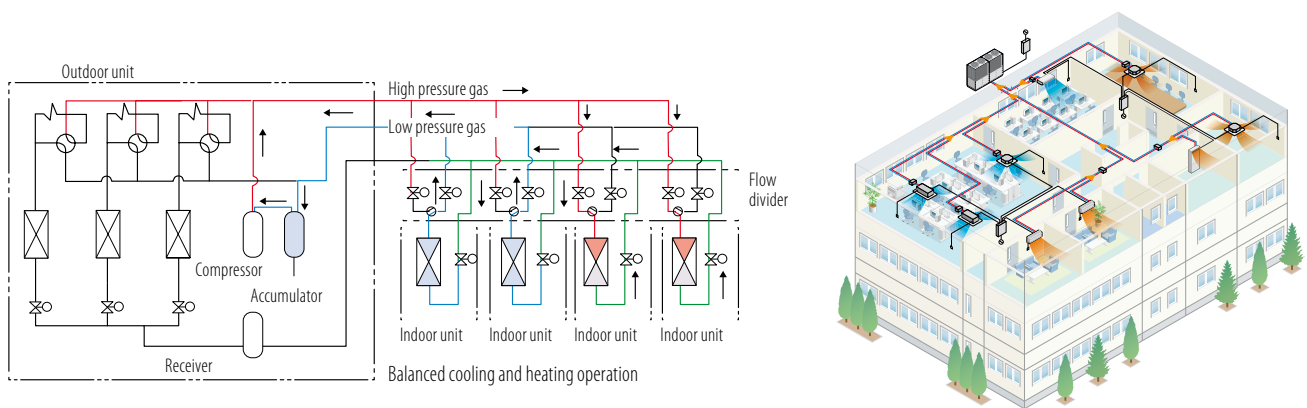 Outdoor unit
High pressure gas
Low pressure gas
Flow
divider
Compressor
Accumulator
Indoor unit
Indoor unit
Indoor unit
Indoor unit
Receiver
Balanced cooling and heating operation